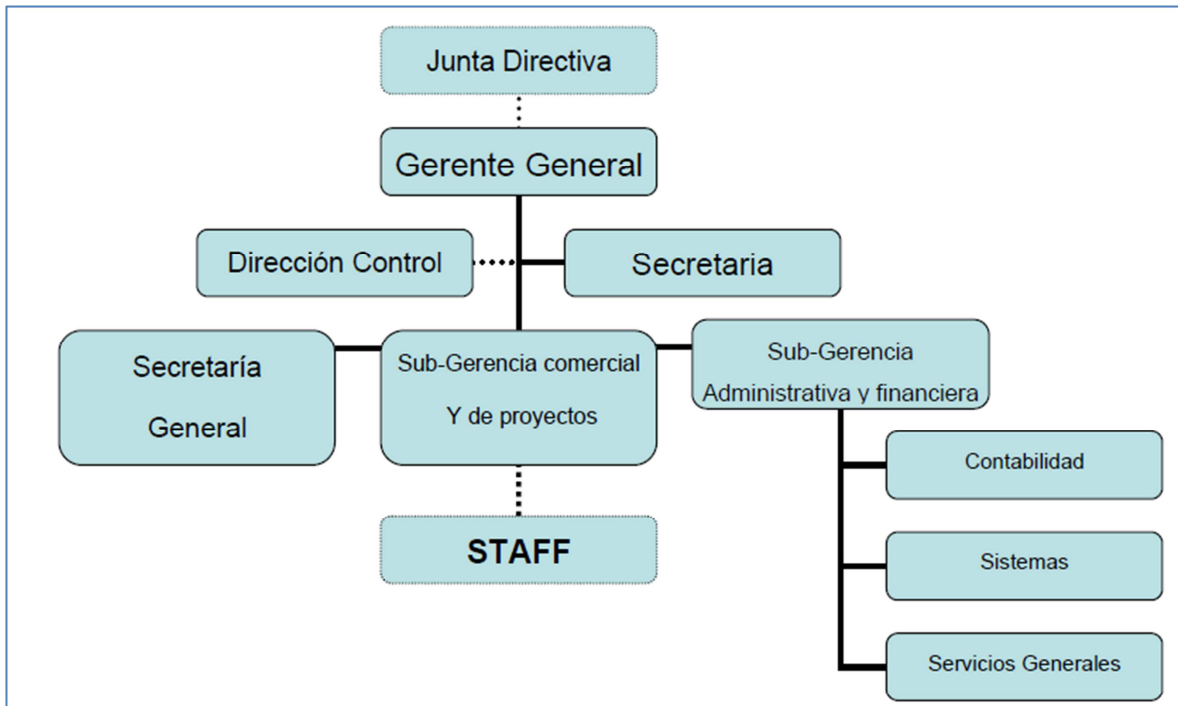 Junta Directiva
Gerente General
Dirección Control
Secretaria
Secretaría
General
Sub-Gerencia comercial
Y de proyectos
Sub-Gerencia
Administrativa y financiera
Contabilidad
STAFF
Sistemas
Servicios Generales